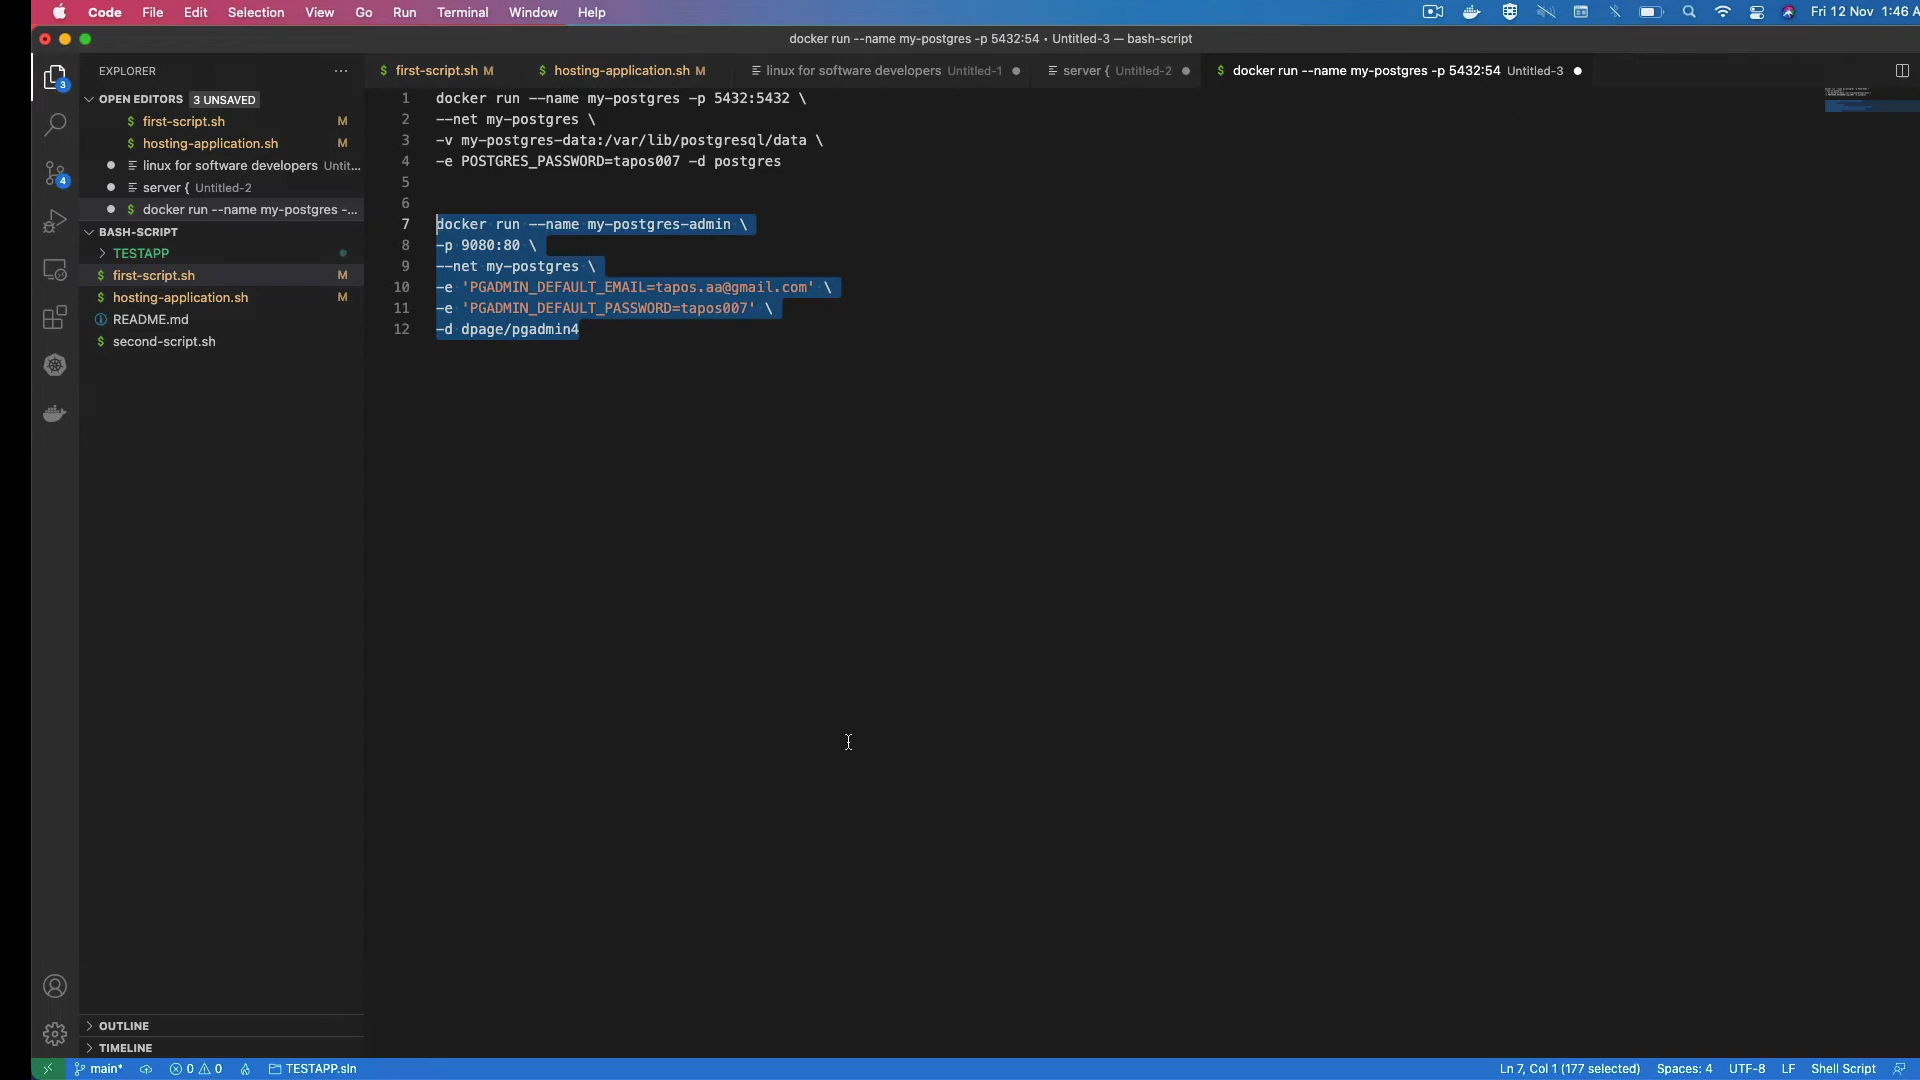 Code File Edit Selection View Go Run Terminal Window Help Fri 12 Nov 1:46 A
docker run --name my-postgres -p 5432:54 • Untitled-3 — bash-script
EXPLORER
OPEN EDITORS 3 UNSAVED
first-script.sh M
hosting-application.sh M
linux for software developers Untit...
server { Untitled-2
docker run --name my-postgres -...
BASH-SCRIPT
TESTAPP
first-script.sh M
hosting-application.sh M
README.md
second-script.sh
OUTLINE
TIMELINE
3
4
first-script.sh M hosting-application.sh M linux for software developers Untitled-1 server { Untitled-2 docker run --name my-postgres -p 5432:54 Untitled-3
1 docker run --name my-postgres -p 5432:5432 \
2 --net my-postgres \
3 -v my-postgres-data:/var/lib/postgresql/data \
4 -e POSTGRES_PASSWORD=tapos007 -d postgres
5
6
7 docker run --name my-postgres-admin \
8 -p 9080:80 \
9 --net my-postgres \
10 -e 'PGADMIN_DEFAULT_EMAIL=tapos.aa@gmail.com' \
11 -e 'PGADMIN_DEFAULT_PASSWORD=tapos007' \
12 -d dpage/pgadmin4
main* 0 0 TESTAPP.sln Ln 7, Col 1 (177 selected) Spaces: 4 UTF-8 LF Shell Script